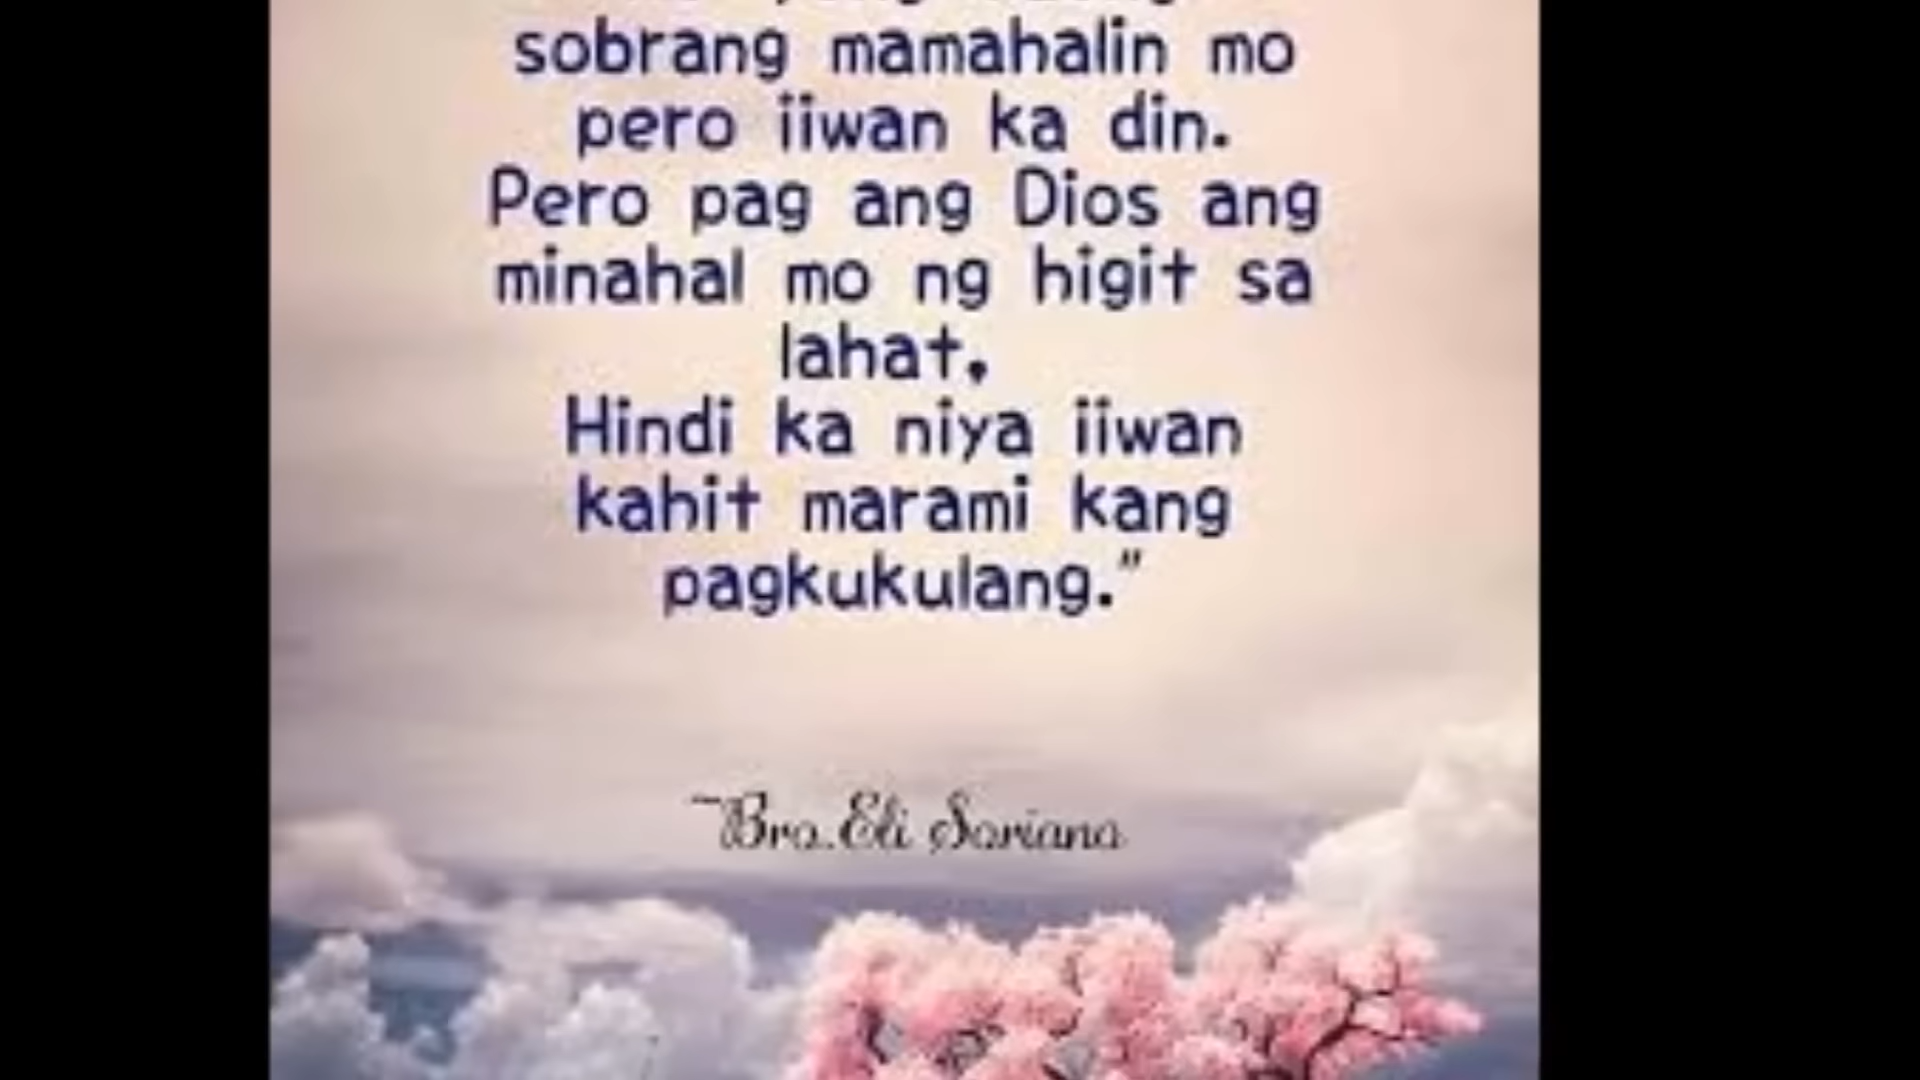 sobrang mamahalin mo
pero iiwan ka din.
Pero pag ang Dios ang
minahal mo ng higit sa
lahat,
Hindi ka niya iiwan
kahit marami kang
pagkukulang."
~Bro.Eli Soriano